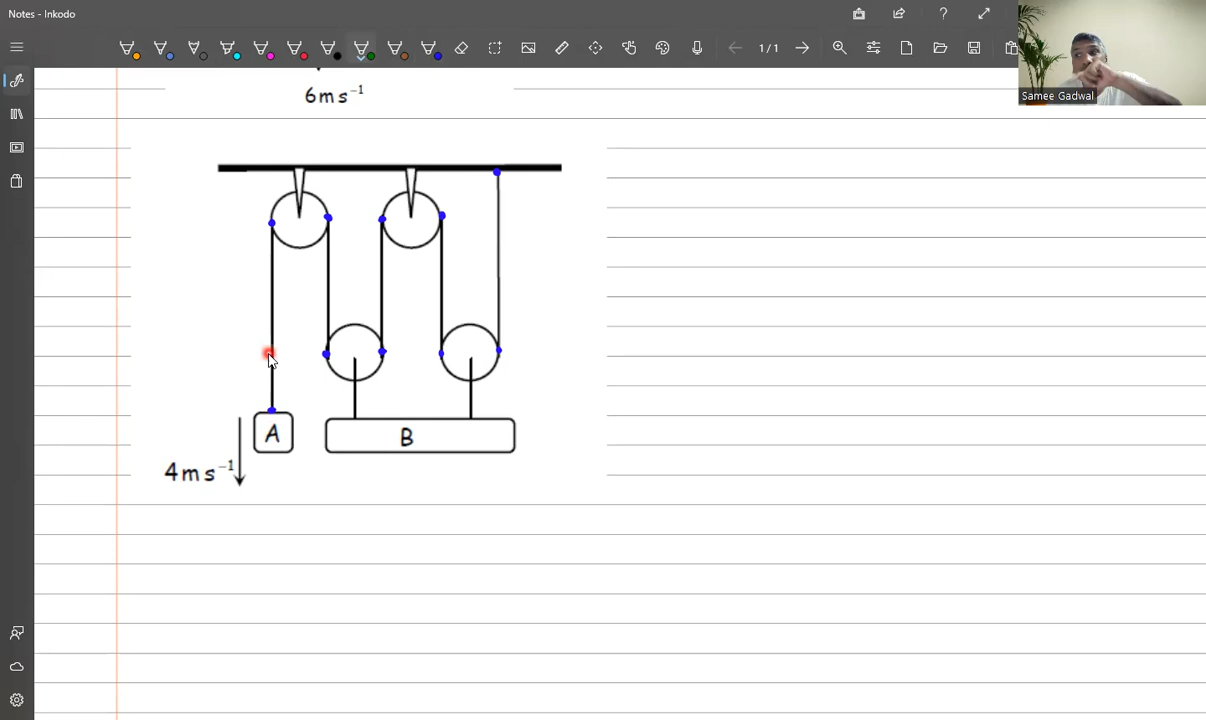 Notes - Inkodo
1/1
Samee Gadwal
6 m s⁻¹
A
B
4 m s⁻¹